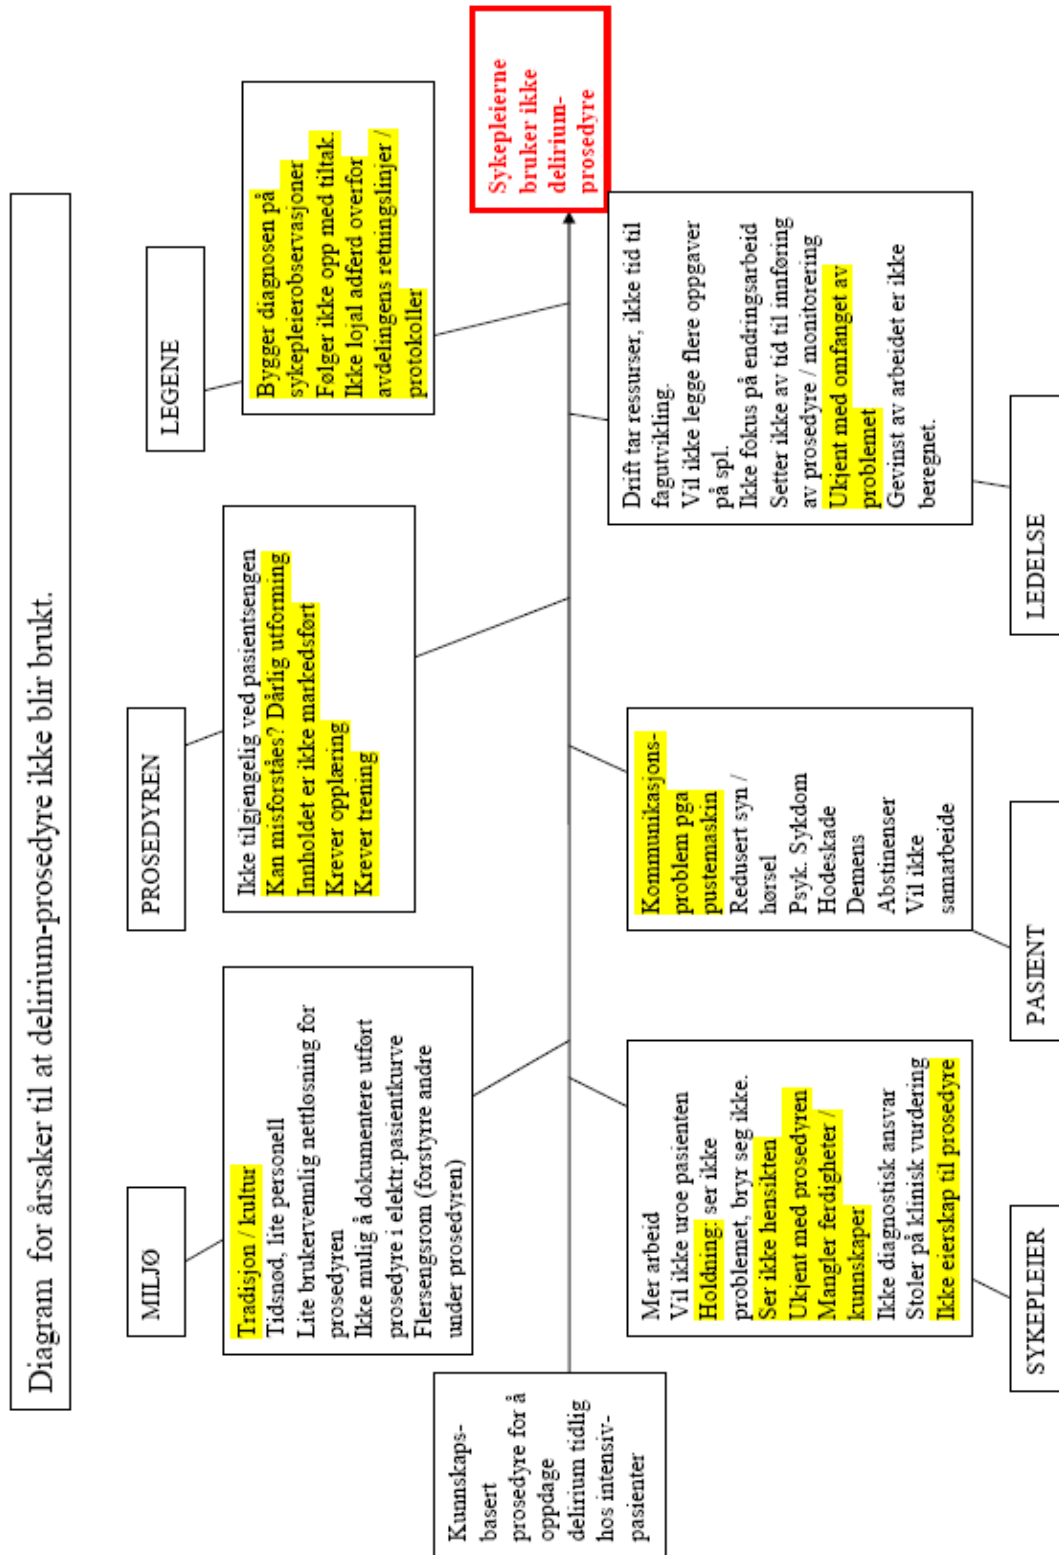 Diagram for årsaker til at delirium-prosedyre ikke blir brukt.
MILJØ
Tradisjon / kultur
Tidsnød, lite personell
Lite brukervennlig nettløsning for
prosedyren
Ikke mulig å dokumentere utført
prosedyre i elektr.pasientkurve
Flersengsrom (forstyrre andre
under prosedyren)
PROSEDYREN
Ikke tilgjengelig ved pasientsengen
Kan misforståes? Dårlig utforming
Innholdet er ikke markedsført
Krever opplæring
Krever trening
LEGENE
Bygger diagnosen på
sykepleierobservasjoner
Følger ikke opp med tiltak.
Ikke lojal adferd overfor
avdelingens retningslinjer /
protokoller
Kunnskaps-
basert
prosedyre for å
oppdage
delirium tidlig
hos intensiv-
pasienter
Sykepleierne
bruker ikke
delirium-
prosedyre
Mer arbeid
Vil ikke uroe pasienten
Holdning: ser ikke
problemet, bryr seg ikke.
Ser ikke hensikten
Ukjent med prosedyren
Mangler ferdigheter /
kunnskaper
Ikke diagnostisk ansvar
Stoler på klinisk vurdering
Ikke eierskap til prosedyre
SYKEPLEIER
Kommunikasjons-
problem pga
pustemaskin
Redusert syn /
hørsel
Psyk. Sykdom
Hodeskade
Demens
Abstinenser
Vil ikke
samarbeide
PASIENT
Drift tar ressurser, ikke tid til
fagutvikling.
Vil ikke legge flere oppgaver
på spl.
Ikke fokus på endringsarbeid
Setter ikke av tid til innføring
av prosedyre / monitorering
Ukjent med omfanget av
problemet
Gevinst av arbeidet er ikke
beregnet.
LEDELSE